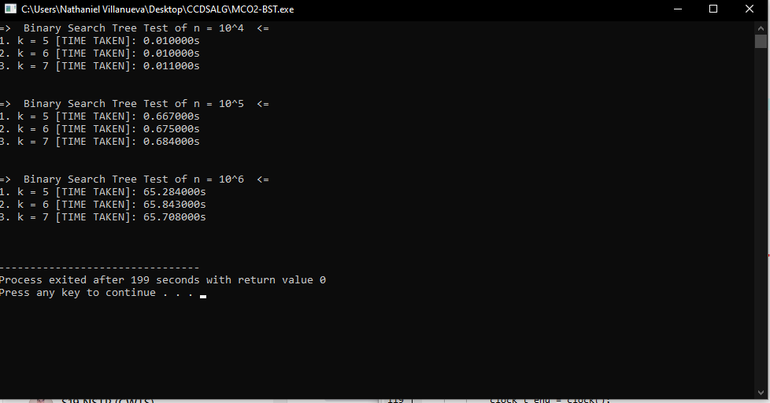 C:\Users\Nathaniel Villanueva\Desktop\CCDSALG\MCO2-BST.exe
=>  Binary Search Tree Test of n = 10^4  <=
1. k = 5 [TIME TAKEN]: 0.010000s
2. k = 6 [TIME TAKEN]: 0.010000s
3. k = 7 [TIME TAKEN]: 0.011000s
=>  Binary Search Tree Test of n = 10^5  <=
1. k = 5 [TIME TAKEN]: 0.667000s
2. k = 6 [TIME TAKEN]: 0.675000s
3. k = 7 [TIME TAKEN]: 0.684000s
=>  Binary Search Tree Test of n = 10^6  <=
1. k = 5 [TIME TAKEN]: 65.284000s
2. k = 6 [TIME TAKEN]: 65.843000s
3. k = 7 [TIME TAKEN]: 65.708000s
--------------------------------
Process exited after 199 seconds with return value 0
Press any key to continue . . .